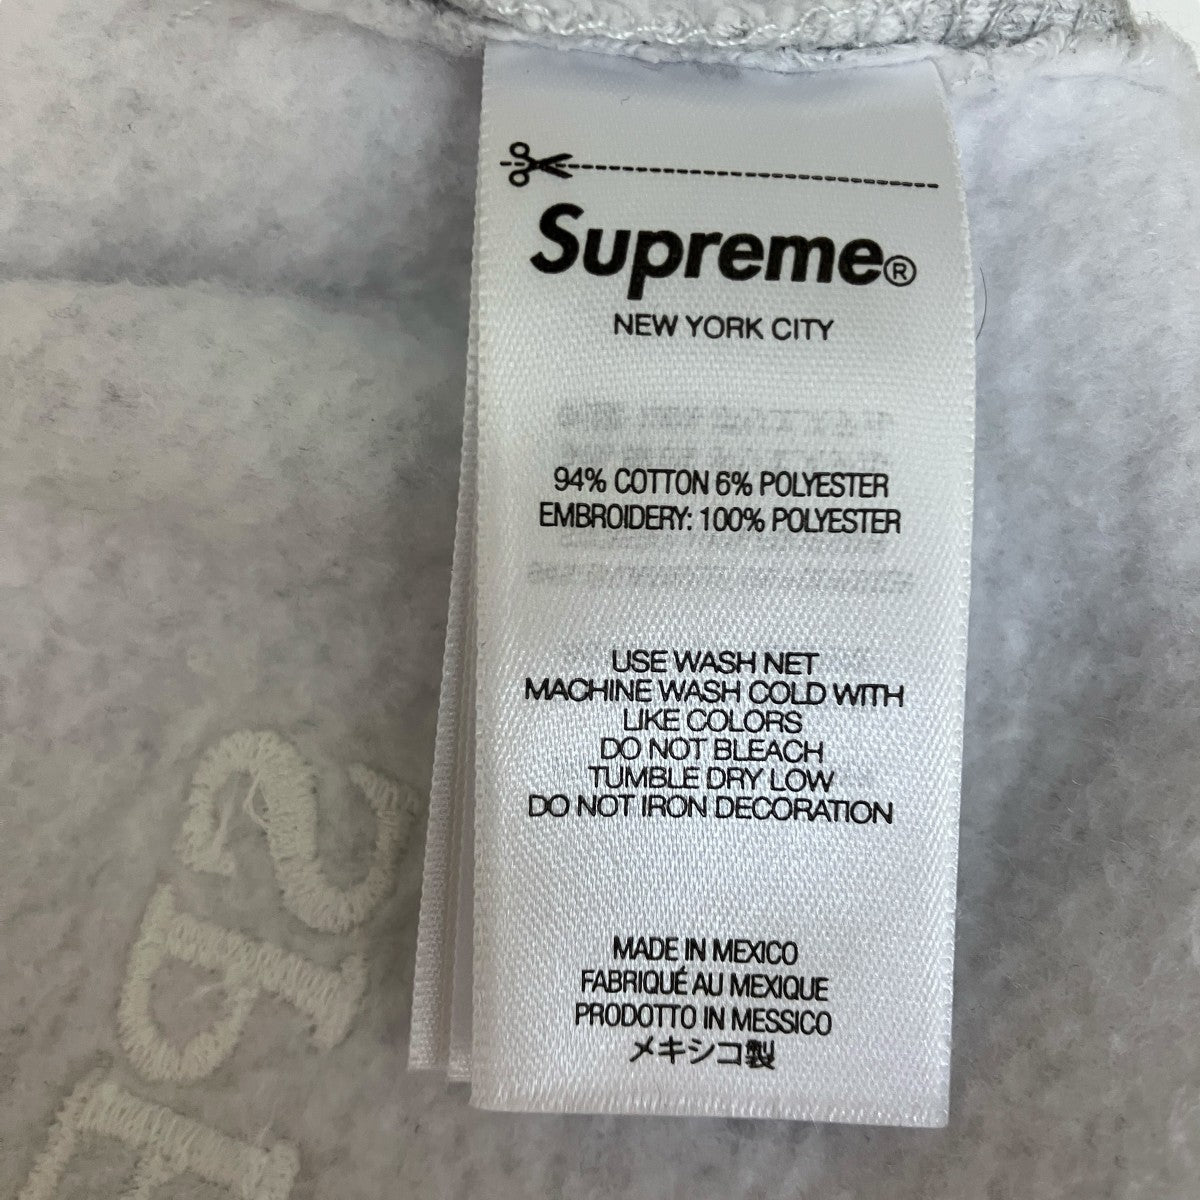 Supreme®
NEW YORK CITY
94% COTTON 6% POLYESTER
EMBROIDERY: 100% POLYESTER
USE WASH NET
MACHINE WASH COLD WITH
LIKE COLORS
DO NOT BLEACH
TUMBLE DRY LOW
DO NOT IRON DECORATION
MADE IN MEXICO
FABRIQUÉ AU MEXIQUE
PRODOTTO IN MESSICO
メキシコ製